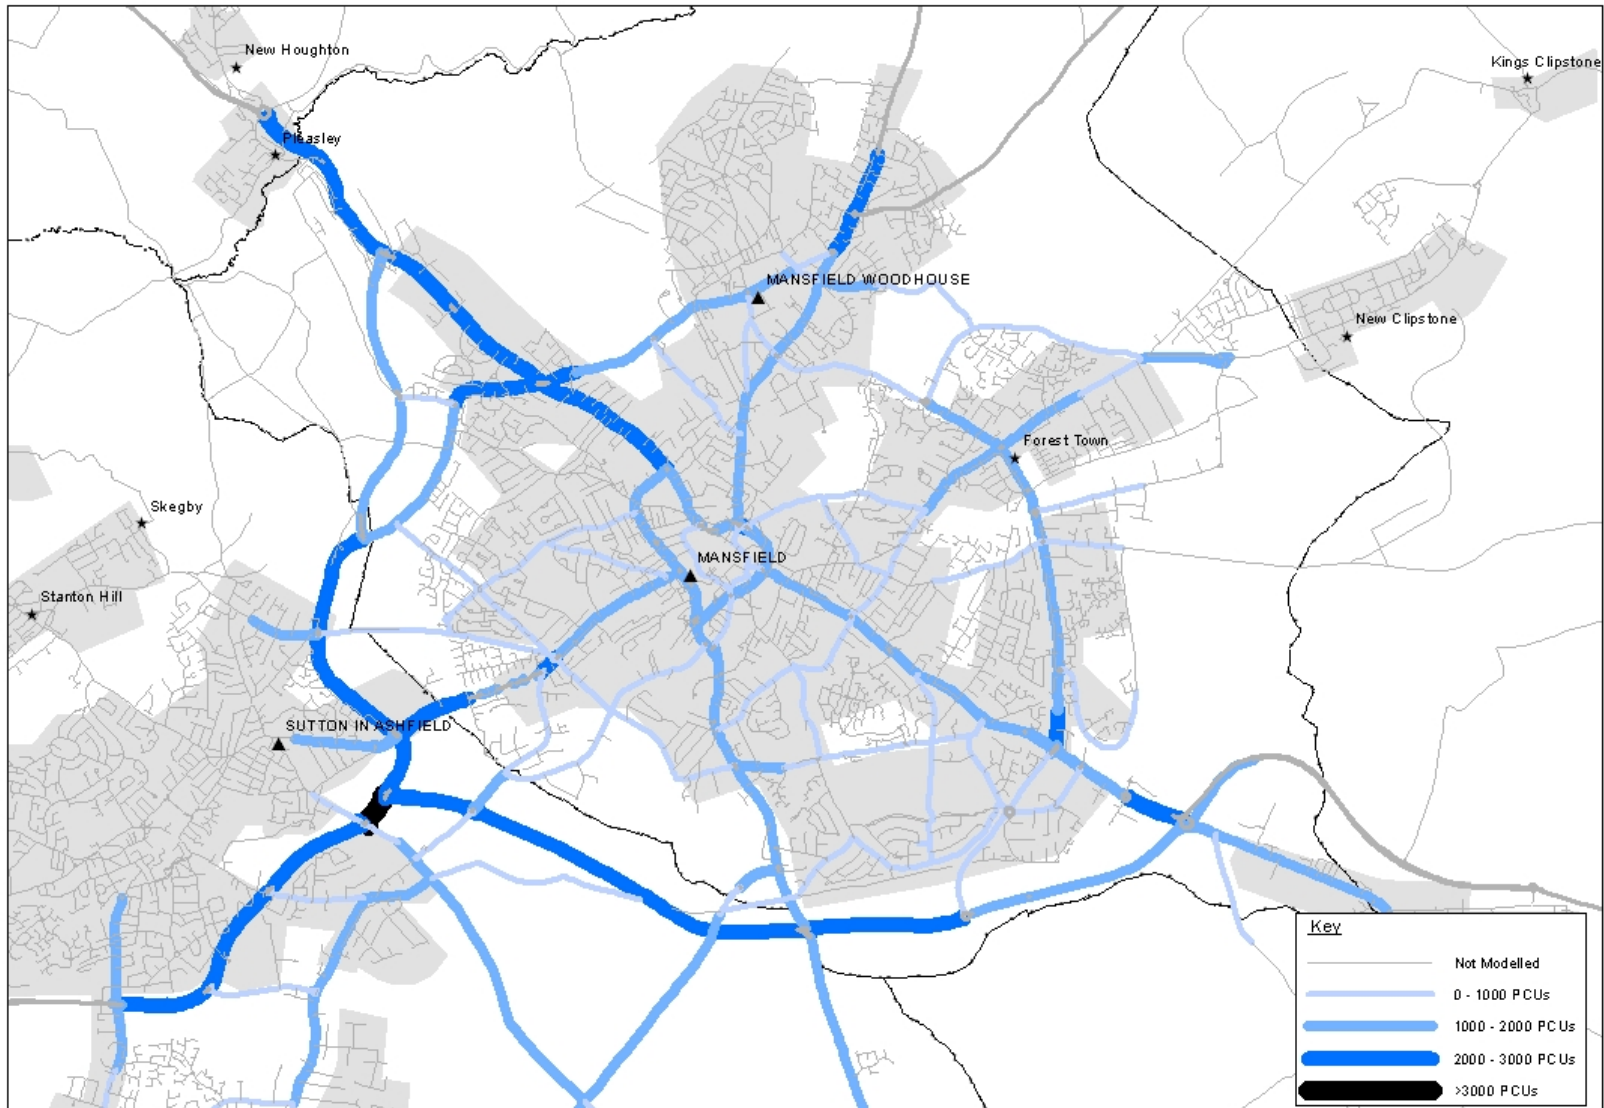 New Houghton
Kings Clipstone
Pleasley
MANSFIELD WOODHOUSE
New Clipstone
Forest Town
Skegby
MANSFIELD
Stanton Hill
SUTTON IN ASHFIELD
Key
Not Modelled
0 - 1000 PCUs
1000 - 2000 PCUs
2000 - 3000 PCUs
>3000 PCUs